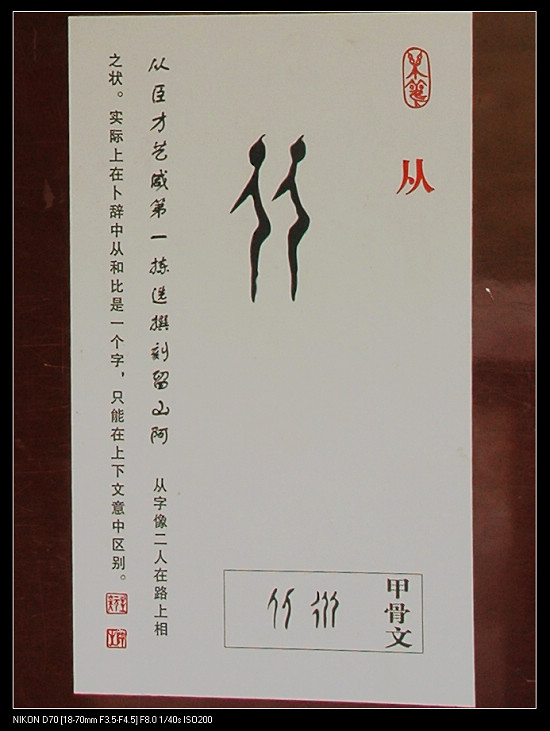 从
从臣才艺咸第一拣选撰刻留山阿 从字像二人在路上相
之状。实际上在卜辞中从和比是一个字，只能在上下文意中区别。
甲骨文
NIKON D70 [18-70mm F3.5-F4.5] F8.0 1/40s ISO200